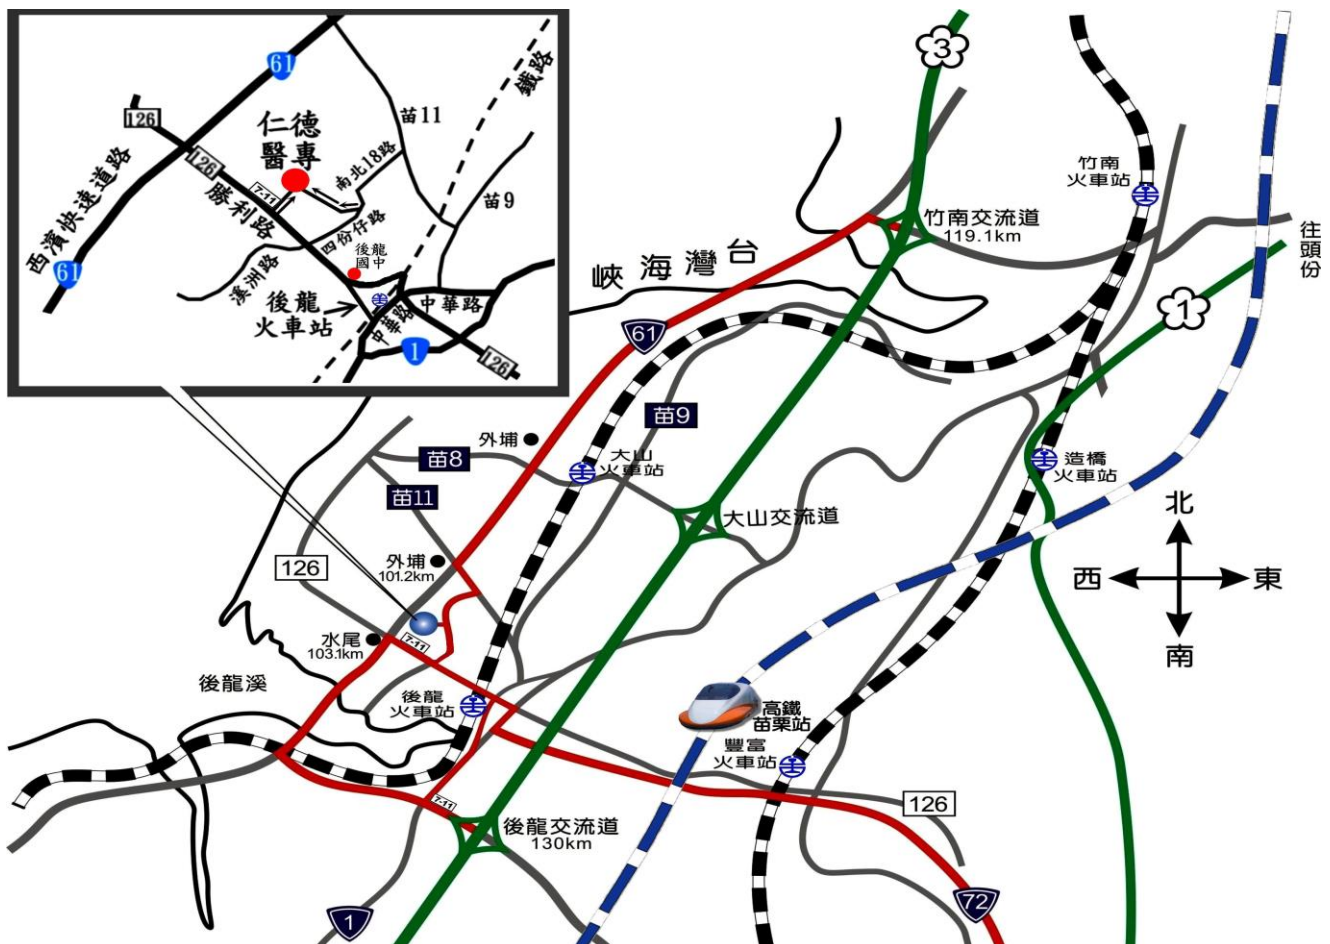 61
鐵路
126
仁德
醫專
苗11
126
7-11
南北18路
西濱快速道路
勝利路
苗9
四份仔路
61
溪洲路
後龍
國中
後龍
火車站
中華路
中華路
1
126
3
竹南
火車站
竹南交流道
119.1km
往頭份
峽海灣台
61
1
苗9
外埔
苗8
大山
火車站
造橋
火車站
苗11
大山交流道
北
西
東
南
外埔
101.2km
126
水尾
103.1km
7-11
後龍溪
後龍
火車站
高鐵
苗栗站
豐富
火車站
7-11
126
後龍交流道
130km
1
72